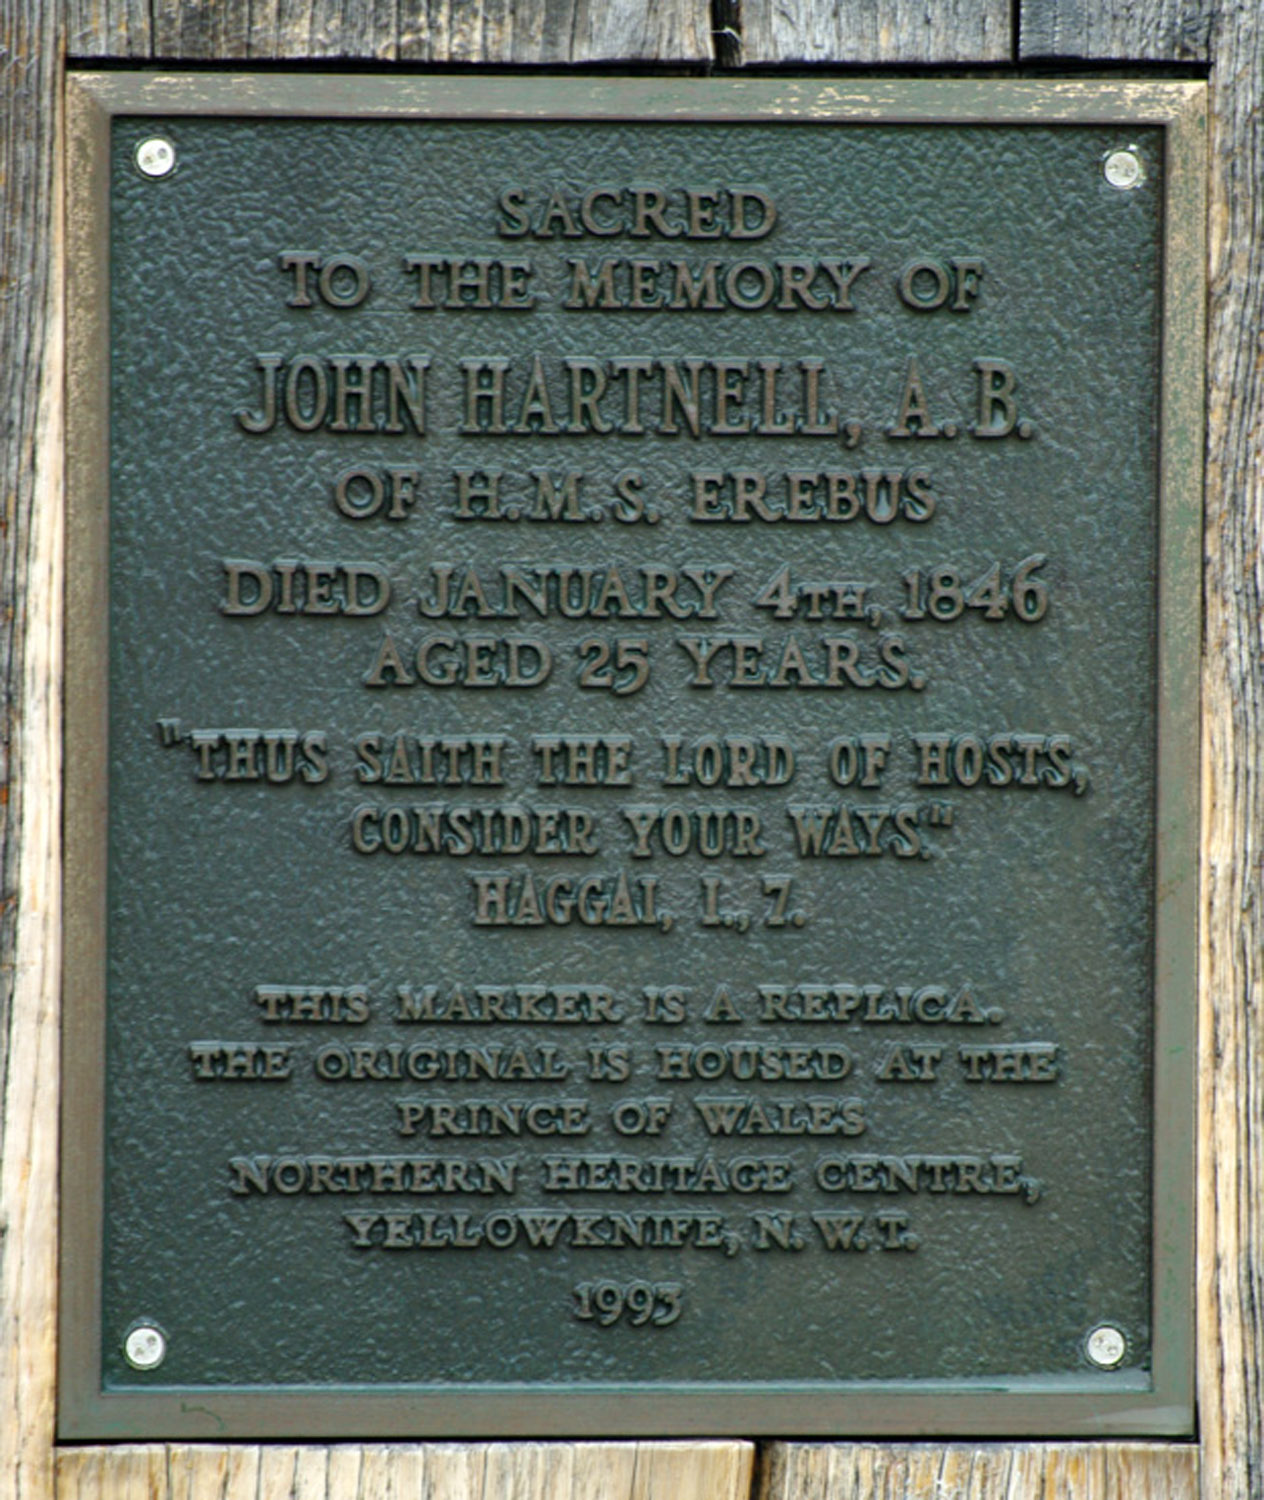 SACRED
TO THE MEMORY OF
JOHN HARTNELL, A.B.
OF H.M.S. EREBUS
DIED JANUARY 4TH, 1846
AGED 25 YEARS.
"THUS SAITH THE LORD OF HOSTS,
CONSIDER YOUR WAYS."
HAGGAI, I., 7.
THIS MARKER IS A REPLICA.
THE ORIGINAL IS HOUSED AT THE
PRINCE OF WALES
NORTHERN HERITAGE CENTRE,
YELLOWKNIFE, N.W.T.
1993